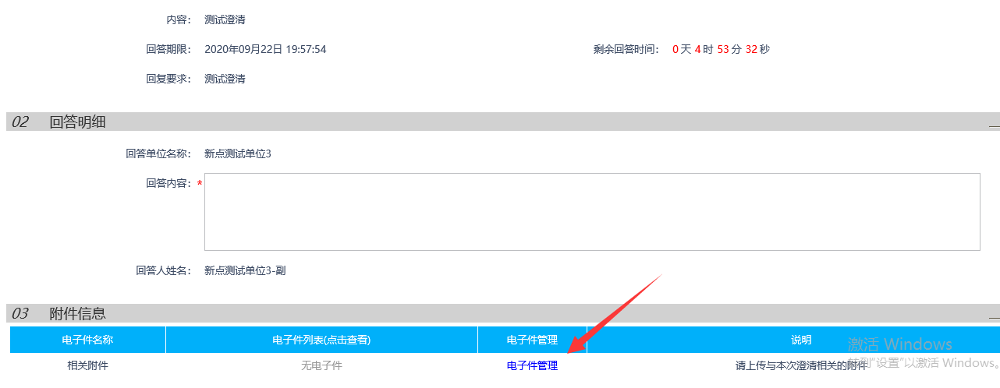 内容： 测试澄清
回答期限： 2020年09月22日 19:57:54 剩余回答时间： 0 天 4 时 53 分 32 秒
回复要求： 测试澄清
02 回答明细
回答单位名称： 新点测试单位3
回答内容：*
回答人姓名： 新点测试单位3-副
03 附件信息
电子件名称 电子件列表(点击查看) 电子件管理 说明
激活 Windows
相关附件 无电子件 电子件管理 请上传与本次澄清相关的附件
转到"设置"以激活 Windows。